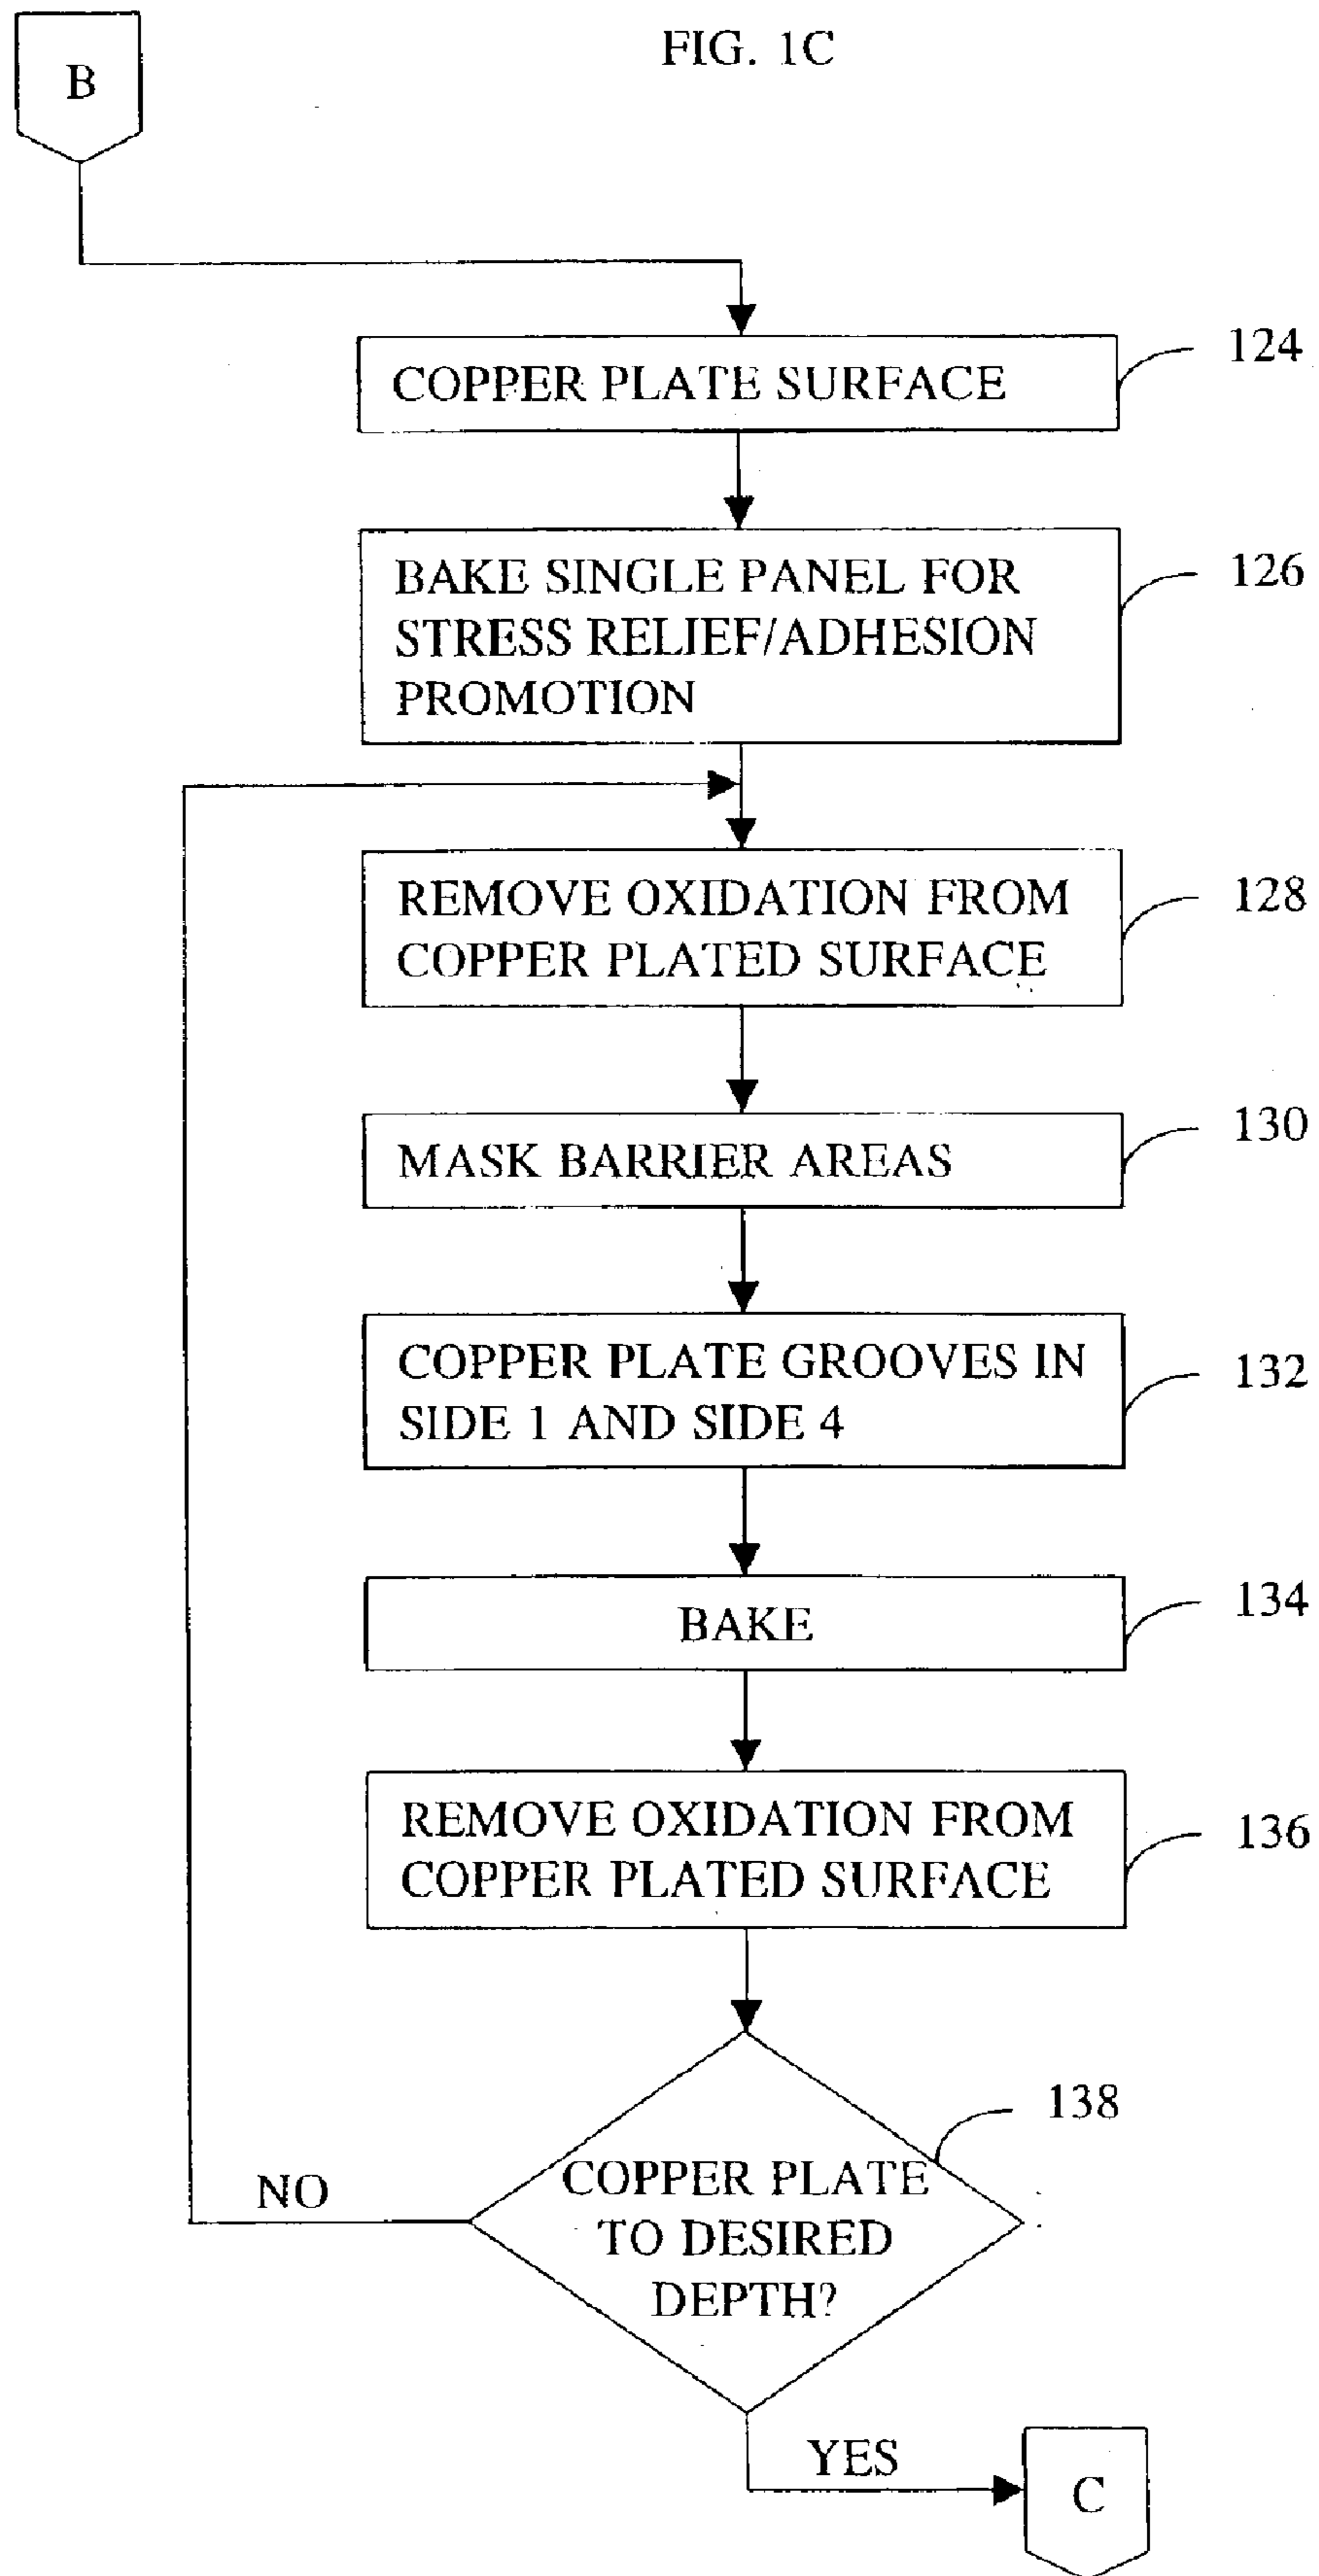 FIG. 1C
B
COPPER PLATE SURFACE
124
BAKE SINGLE PANEL FOR
STRESS RELIEF/ADHESION
PROMOTION
126
REMOVE OXIDATION FROM
COPPER PLATED SURFACE
128
MASK BARRIER AREAS
130
COPPER PLATE GROOVES IN
SIDE 1 AND SIDE 4
132
BAKE
134
REMOVE OXIDATION FROM
COPPER PLATED SURFACE
136
138
COPPER PLATE
TO DESIRED
DEPTH?
NO
YES
C